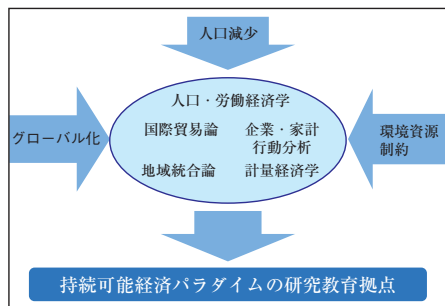 人口減少
人口・労働経済学
国際貿易論 企業・家計
行動分析
地域統合論 計量経済学
グローバル化
環境資源
制約
持続可能経済パラダイムの研究教育拠点